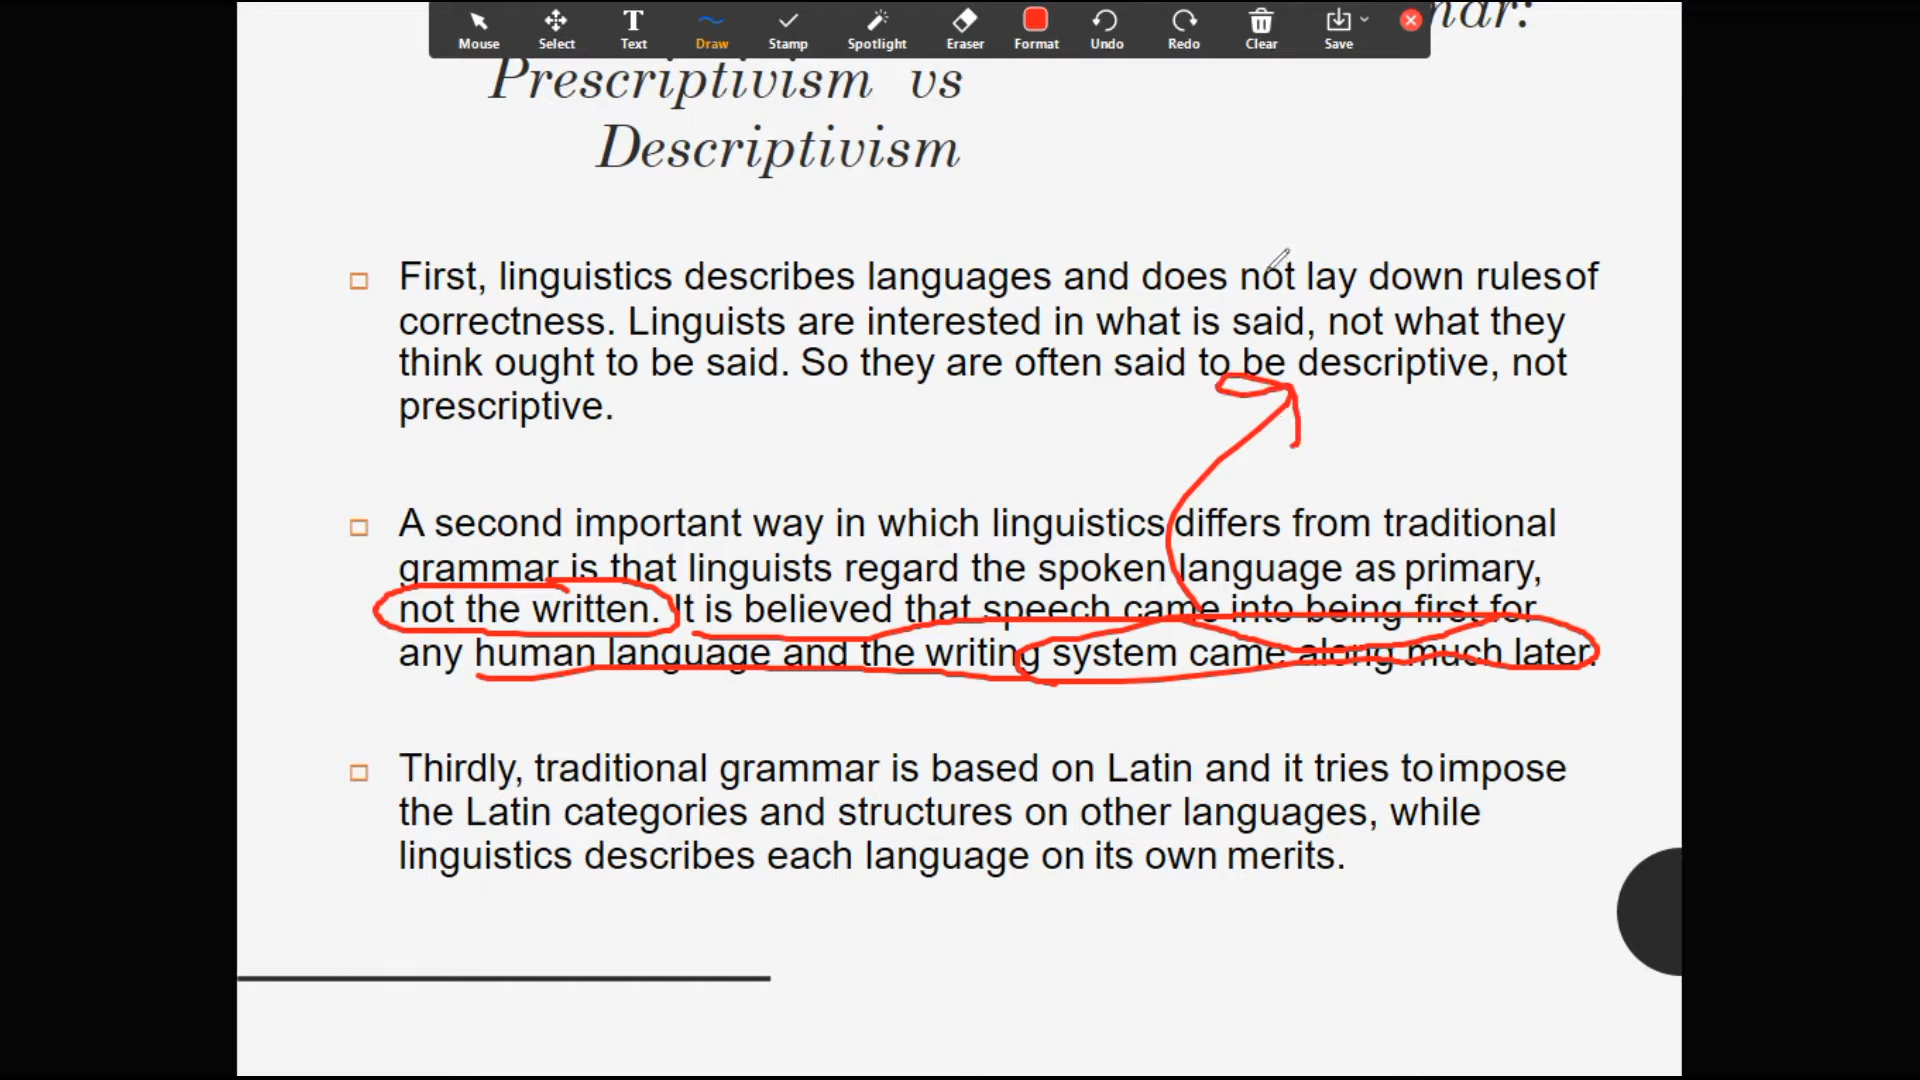 Mouse Select Text Draw Stamp Spotlight Eraser Format Undo Redo Clear Save
Prescriptivism vs
Descriptivism
First, linguistics describes languages and does not lay down rules of
correctness. Linguists are interested in what is said, not what they
think ought to be said. So they are often said to be descriptive, not
prescriptive.
A second important way in which linguistics differs from traditional
grammar is that linguists regard the spoken language as primary,
not the written. It is believed that speech came into being first for
any human language and the writing system came along much later.
Thirdly, traditional grammar is based on Latin and it tries to impose
the Latin categories and structures on other languages, while
linguistics describes each language on its own merits.